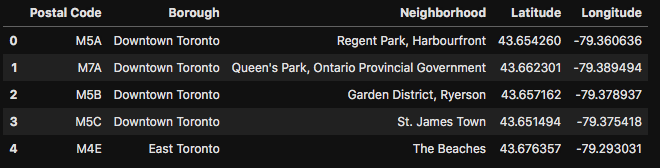 Postal Code Borough Neighborhood Latitude Longitude
0 M5A Downtown Toronto Regent Park, Harbourfront 43.654260 -79.360636
1 M7A Downtown Toronto Queen's Park, Ontario Provincial Government 43.662301 -79.389494
2 M5B Downtown Toronto Garden District, Ryerson 43.657162 -79.378937
3 M5C Downtown Toronto St. James Town 43.651494 -79.375418
4 M4E East Toronto The Beaches 43.676357 -79.293031